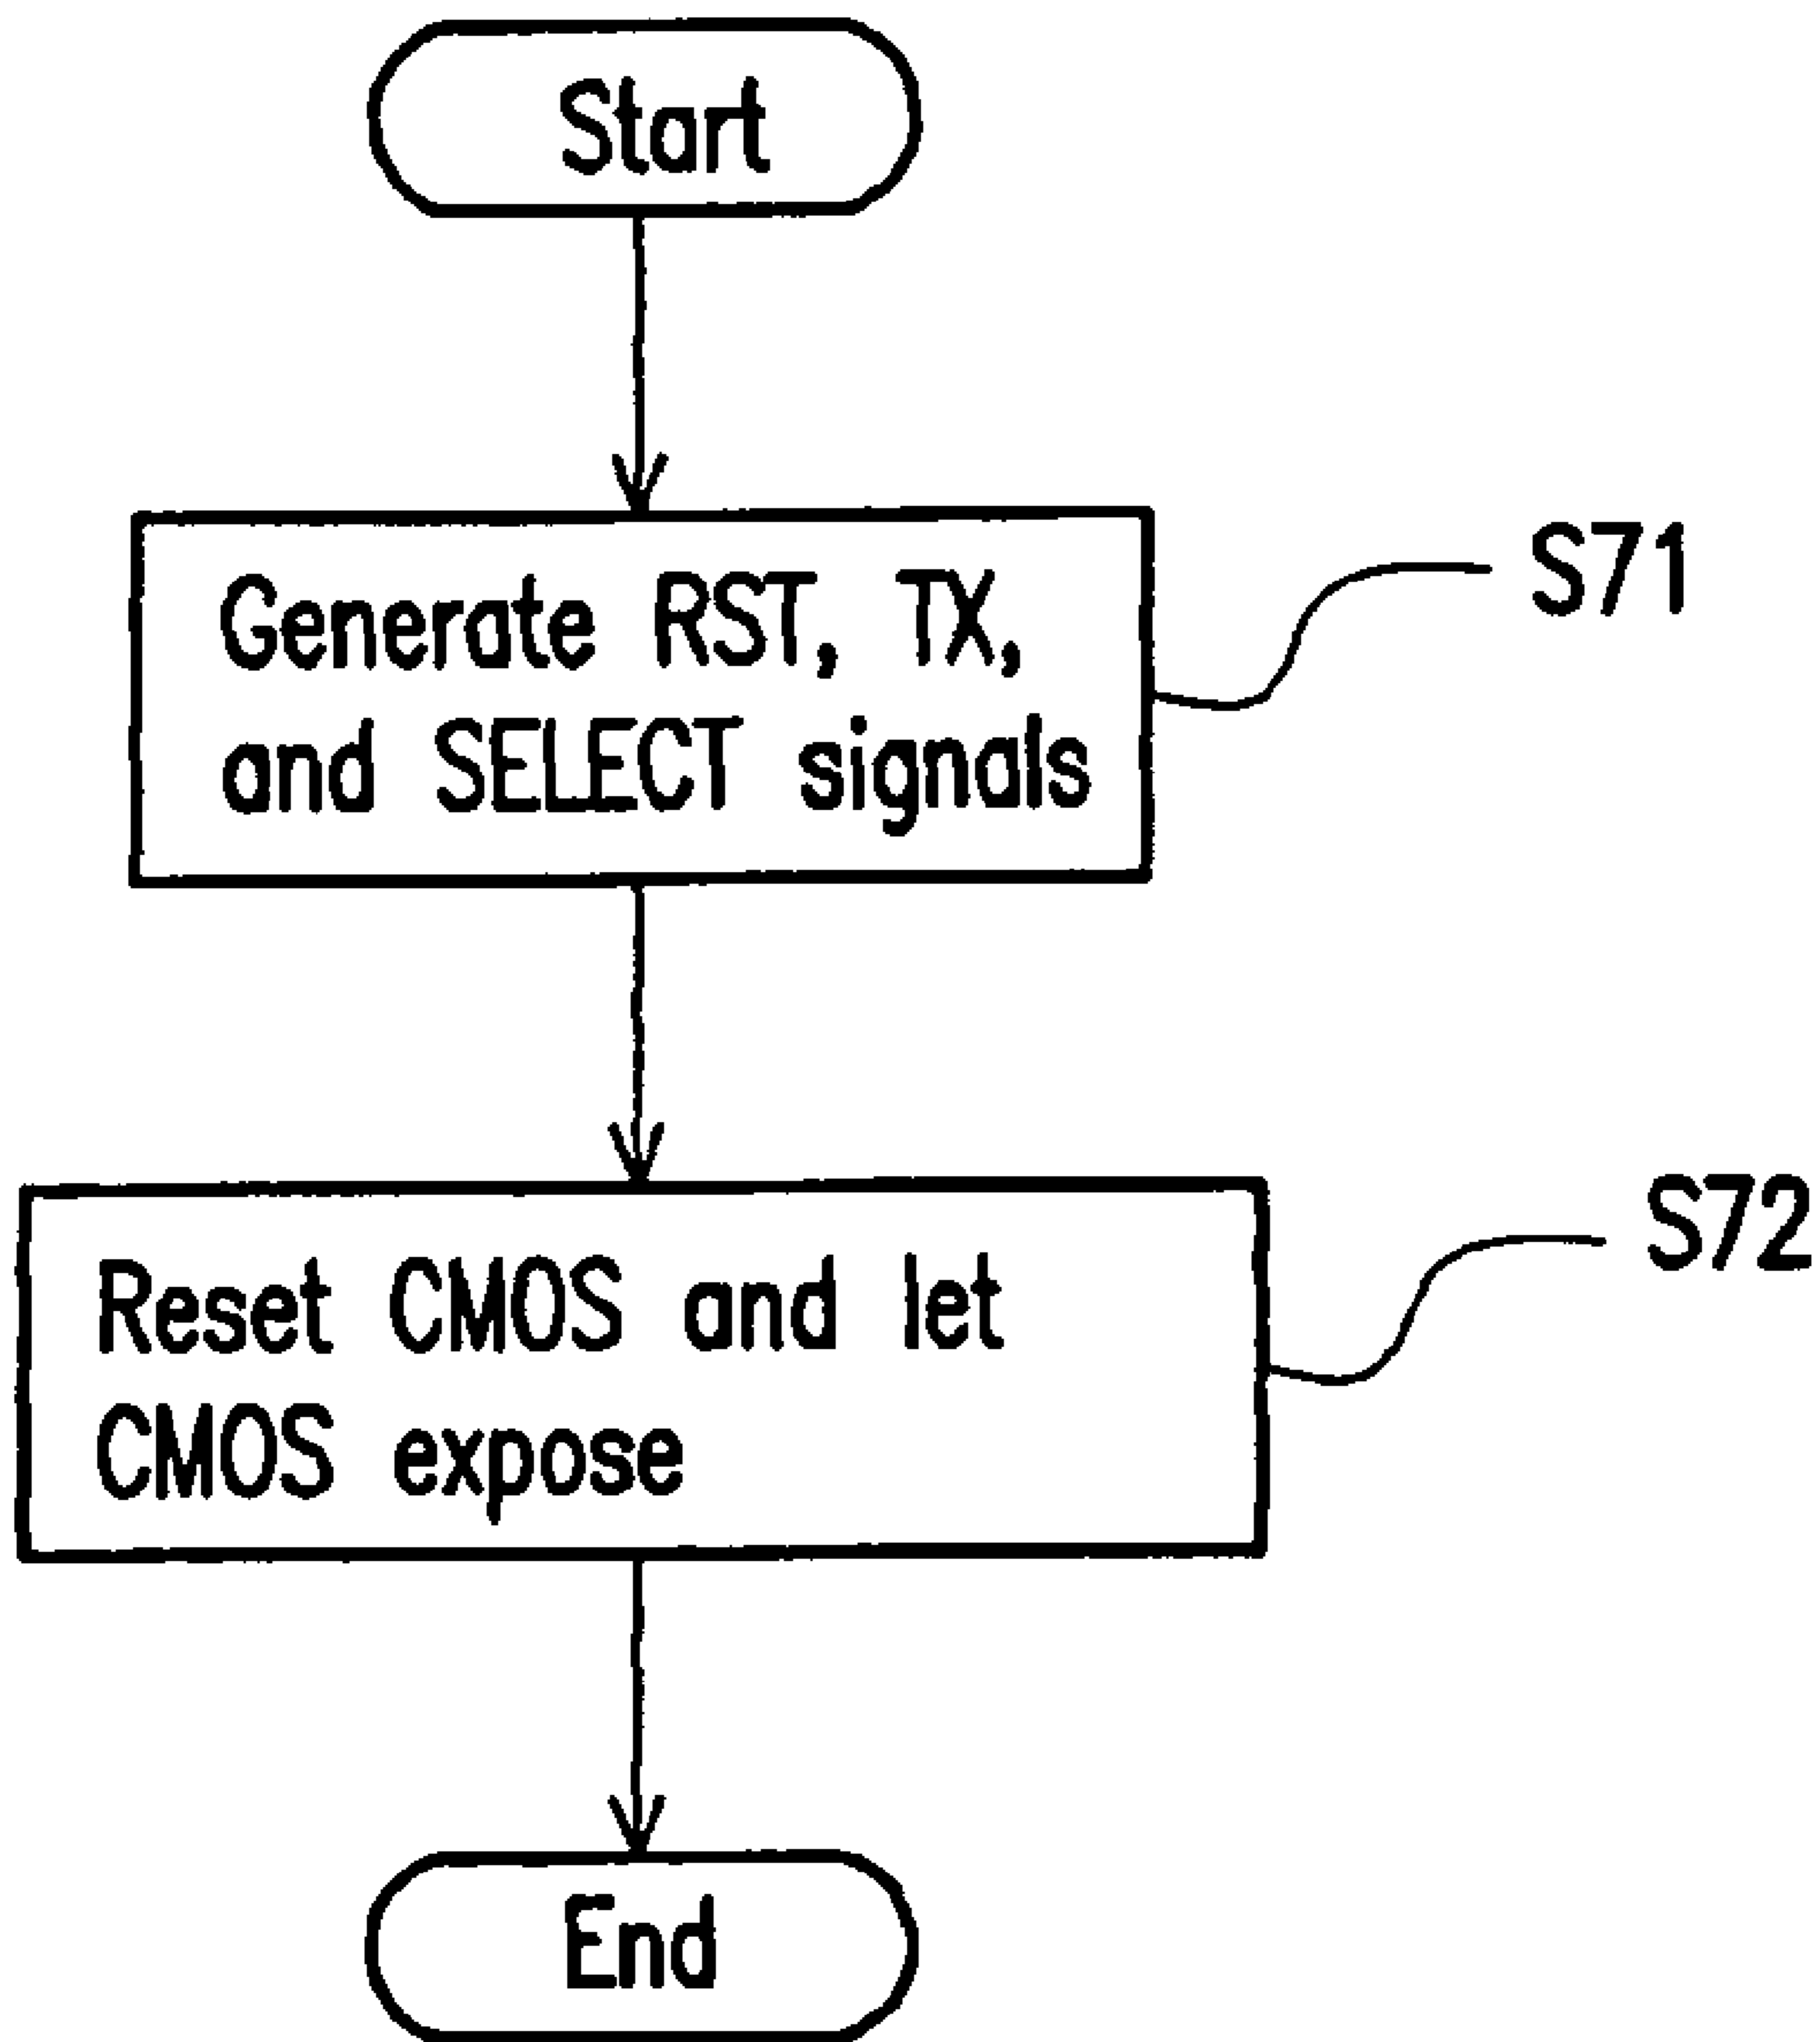 Start
Generate RST, TX,
and SELECT signals
S71
Reset CMOS and let
CMOS expose
S72
End